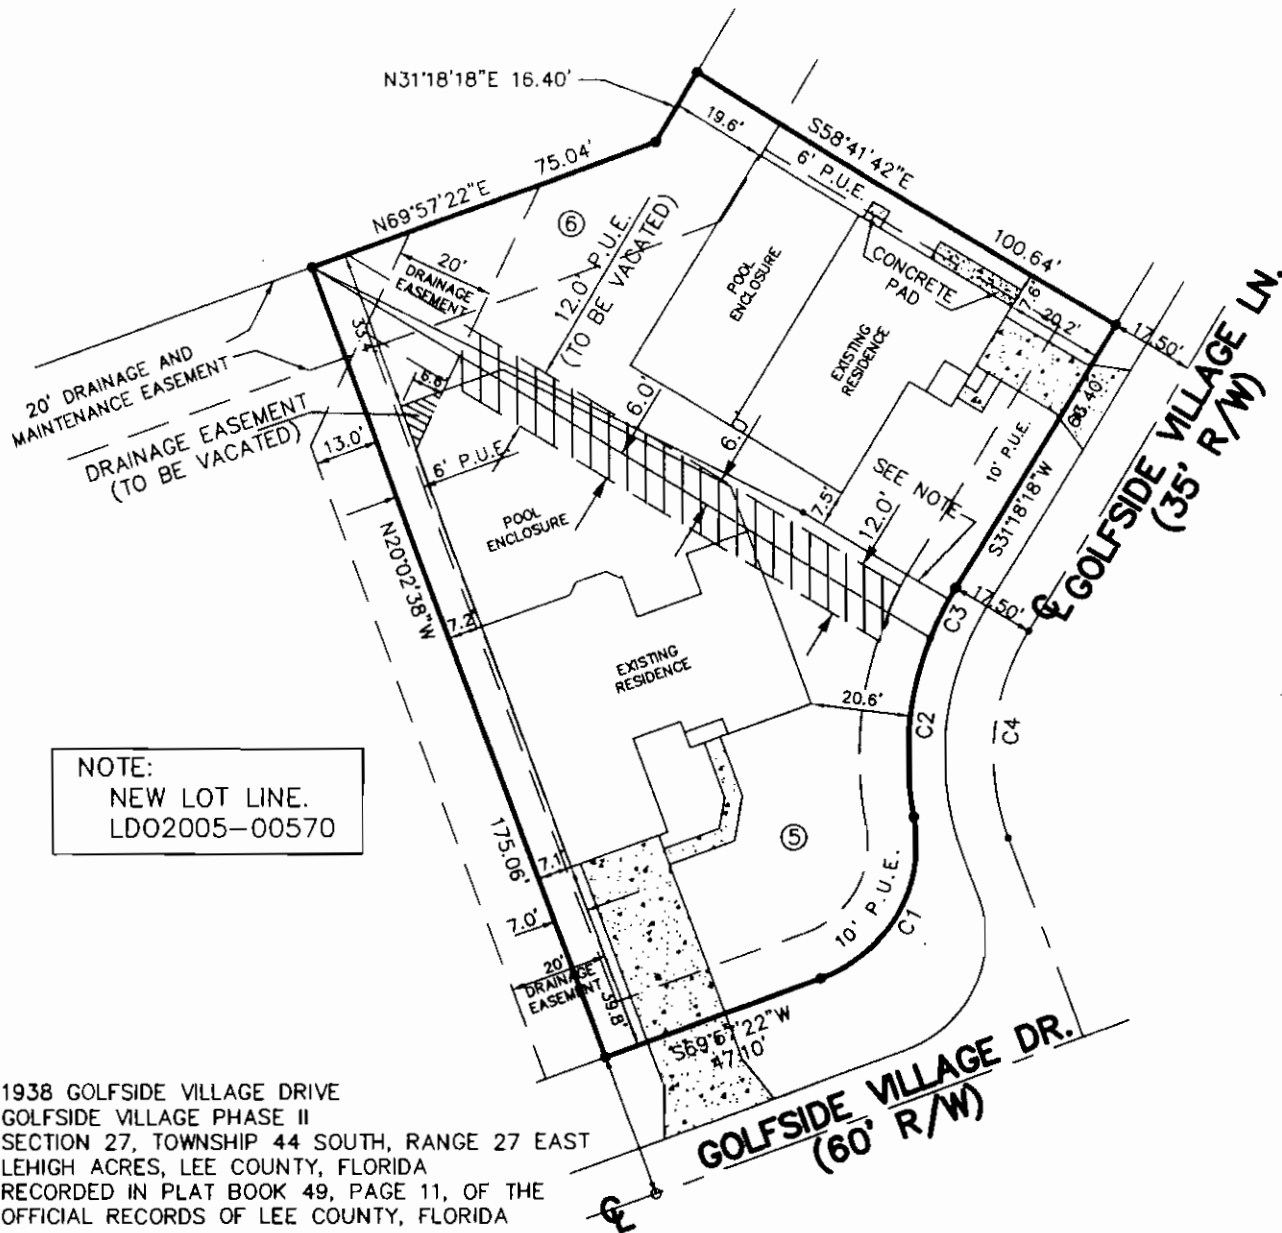 N31°18'18"E 16.40'
19.6'
S58°41'42"E
100.64'
6' P.U.E.
75.04'
N69°57'22"E
6
12.0' P.U.E.
(TO BE VACATED)
20'
DRAINAGE
EASEMENT
POOL
ENCLOSURE
CONCRETE
PAD
7.6'
20.2'
17.50'
EXISTING
RESIDENCE
GOLFSIDE VILLAGE LN.
(35' R/W)
20' DRAINAGE AND
MAINTENANCE EASEMENT
DRAINAGE EASEMENT
(TO BE VACATED)
6.6'
6.0'
6.0'
10' P.U.E.
S31°18'18"W
SEE NOTE
7.5'
12.0'
13.0'
6' P.U.E.
POOL
ENCLOSURE
N20°02'38"W
175.06'
7.2'
17.50'
C3
EXISTING
RESIDENCE
20.6'
C2
C4
NOTE:
NEW LOT LINE.
LDO2005-00570
5
7.1'
7.0'
10' P.U.E.
C1
20'
DRAINAGE
EASEMENT
39.8'
S69°57'22"W
47.10'
GOLFSIDE VILLAGE DR.
(60' R/W)
1938 GOLFSIDE VILLAGE DRIVE
GOLFSIDE VILLAGE PHASE II
SECTION 27, TOWNSHIP 44 SOUTH, RANGE 27 EAST
LEHIGH ACRES, LEE COUNTY, FLORIDA
RECORDED IN PLAT BOOK 49, PAGE 11, OF THE
OFFICIAL RECORDS OF LEE COUNTY, FLORIDA